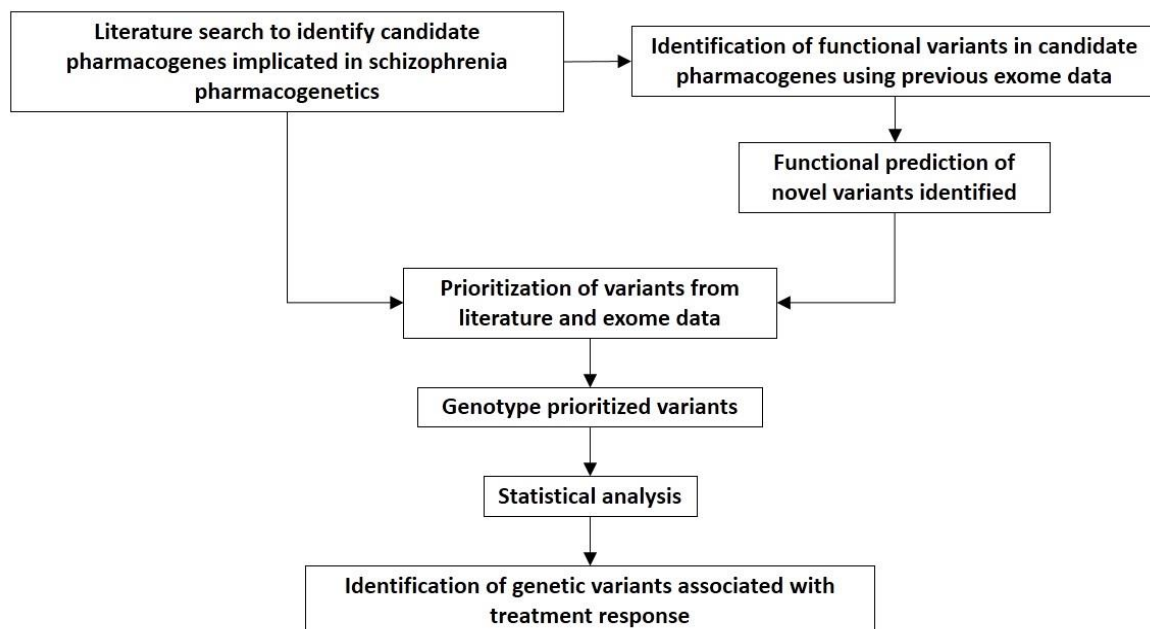 Literature search to identify candidate
pharmacogenes implicated in schizophrenia
pharmacogenetics
Identification of functional variants in candidate
pharmacogenes using previous exome data
Functional prediction of
novel variants identified
Prioritization of variants from
literature and exome data
Genotype prioritized variants
Statistical analysis
Identification of genetic variants associated with
treatment response